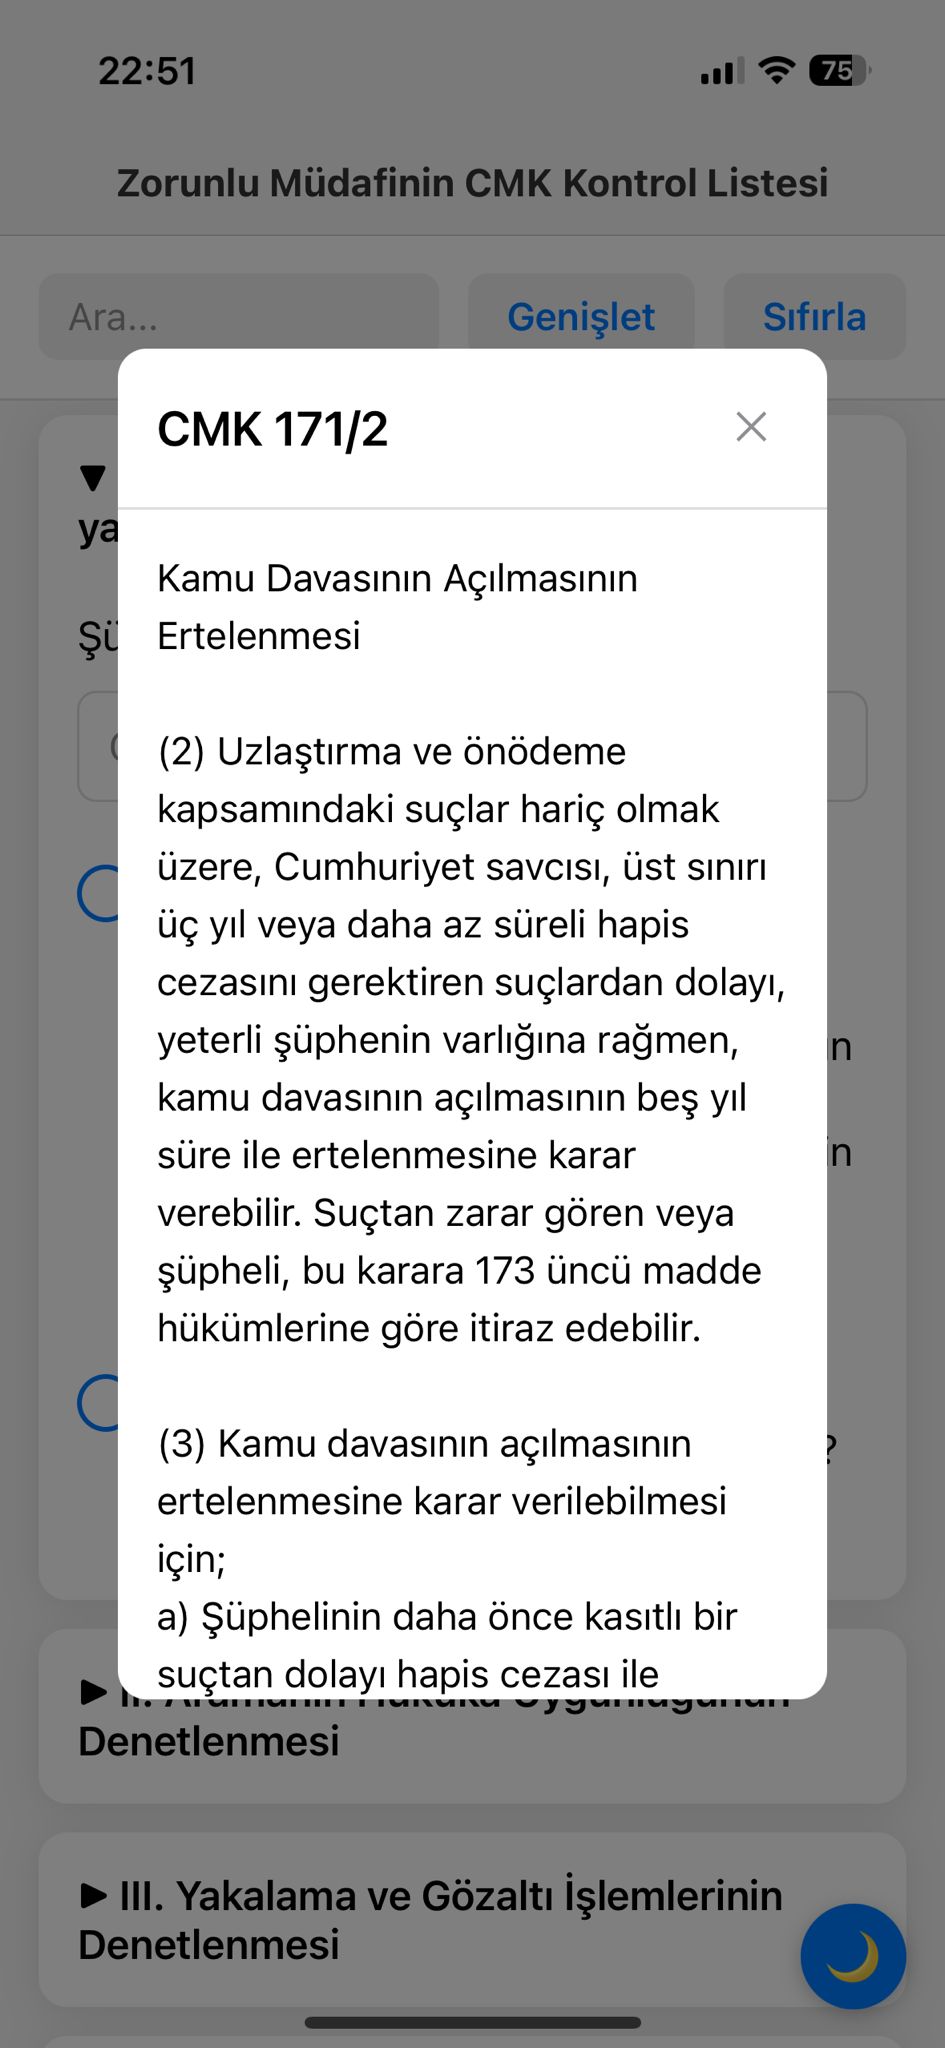 22:51
75
Zorunlu Müdafinin CMK Kontrol Listesi
Ara...
Genişlet
Sıfırla
CMK 171/2
Kamu Davasının Açılmasının
Ertelenmesi
(2) Uzlaştırma ve önödeme
kapsamındaki suçlar hariç olmak
üzere, Cumhuriyet savcısı, üst sınırı
üç yıl veya daha az süreli hapis
cezasını gerektiren suçlardan dolayı,
yeterli şüphenin varlığına rağmen,
kamu davasının açılmasının beş yıl
süre ile ertelenmesine karar
verebilir. Suçtan zarar gören veya
şüpheli, bu karara 173 üncü madde
hükümlerine göre itiraz edebilir.
(3) Kamu davasının açılmasının
ertelenmesine karar verilebilmesi
için;
a) Şüphelinin daha önce kasıtlı bir
suçtan dolayı hapis cezası ile
II. Aramanın Hukuka Uygunluğunun
Denetlenmesi
III. Yakalama ve Gözaltı İşlemlerinin
Denetlenmesi